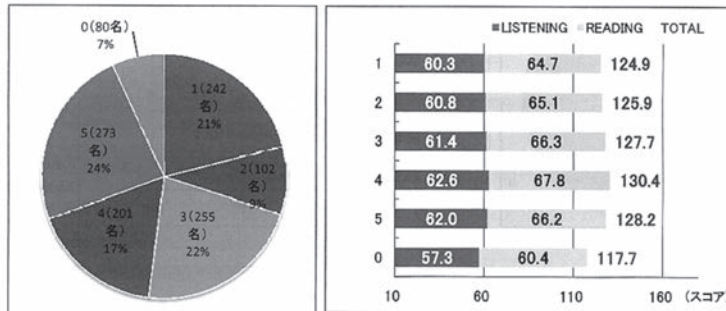 0(80名)
7%
1(242
名)
21%
2(102
名)
9%
3(255
名)
22%
4(201
名)
17%
5(273
名)
24%
LISTENING READING TOTAL
1 60.3 64.7 124.9
2 60.8 65.1 125.9
3 61.4 66.3 127.7
4 62.6 67.8 130.4
5 62.0 66.2 128.2
0 57.3 60.4 117.7
10 60 110 160 (スコア)